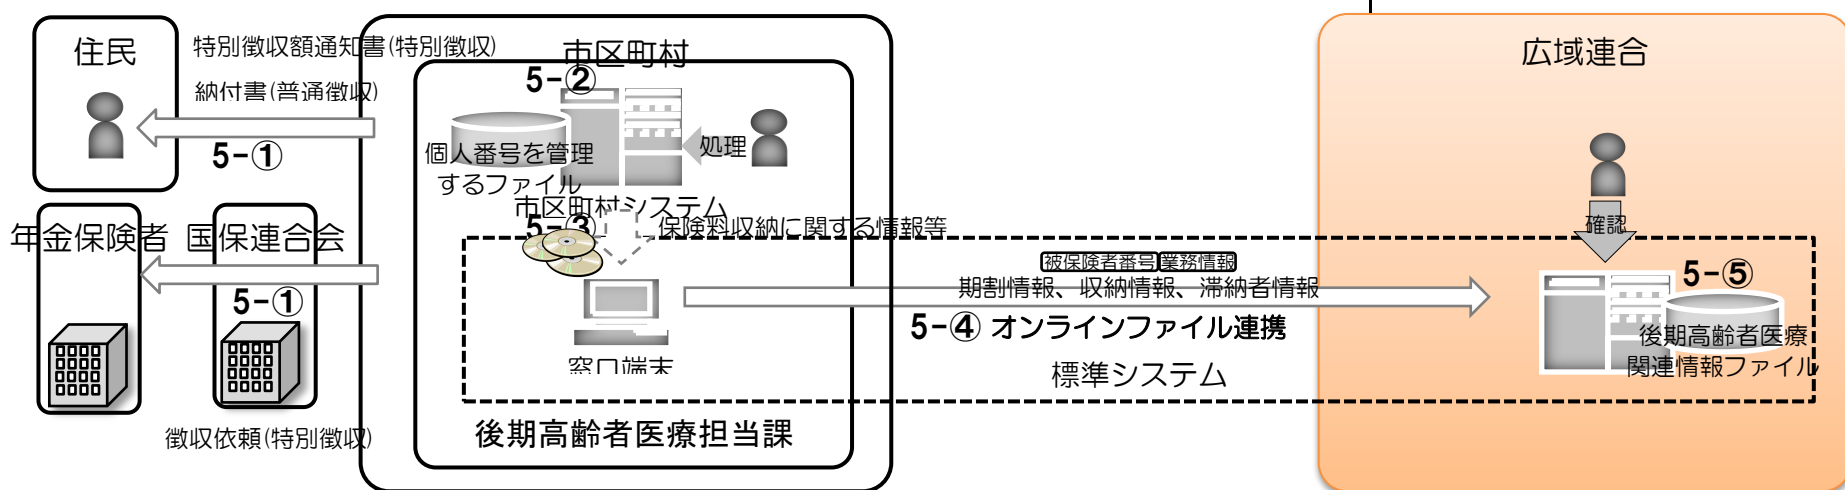 住民
特別徴収額通知書(特別徴収)
納付書(普通徴収)
5-①
年金保険者
国保連合会
5-①
徴収依頼(特別徴収)
市区町村
5-②
個人番号を管理
するファイル
処理
市区町村システム
5-③
保険料収納に関する情報等
窓口端末
後期高齢者医療担当課
被保険者番号 業務情報
期割情報、収納情報、滞納者情報
5-④ オンラインファイル連携
標準システム
広域連合
確認
5-⑤
後期高齢者医療
関連情報ファイル